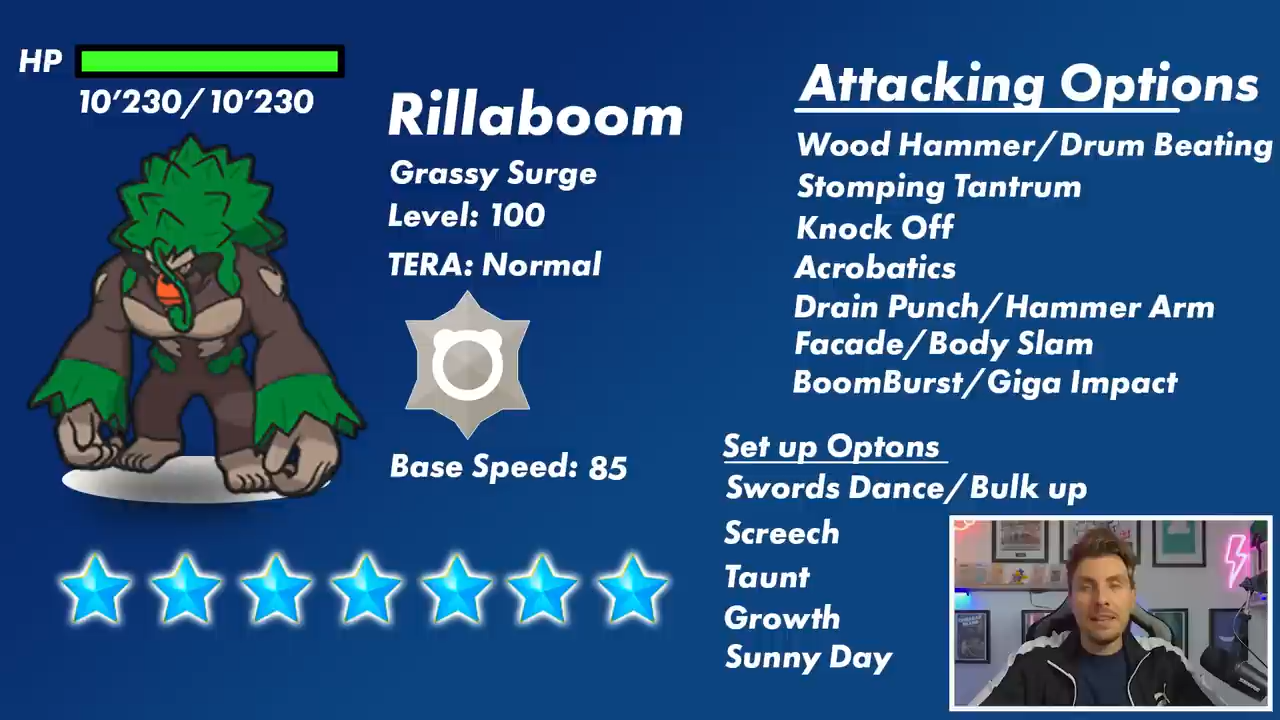 HP
10'230/10'230
Rillaboom
Grassy Surge
Level: 100
TERA: Normal
Base Speed: 85
Attacking Options
Wood Hammer/Drum Beating
Stomping Tantrum
Knock Off
Acrobatics
Drain Punch/Hammer Arm
Facade/Body Slam
BoomBurst/Giga Impact
Set up Optons
Swords Dance/Bulk up
Screech
Taunt
Growth
Sunny Day